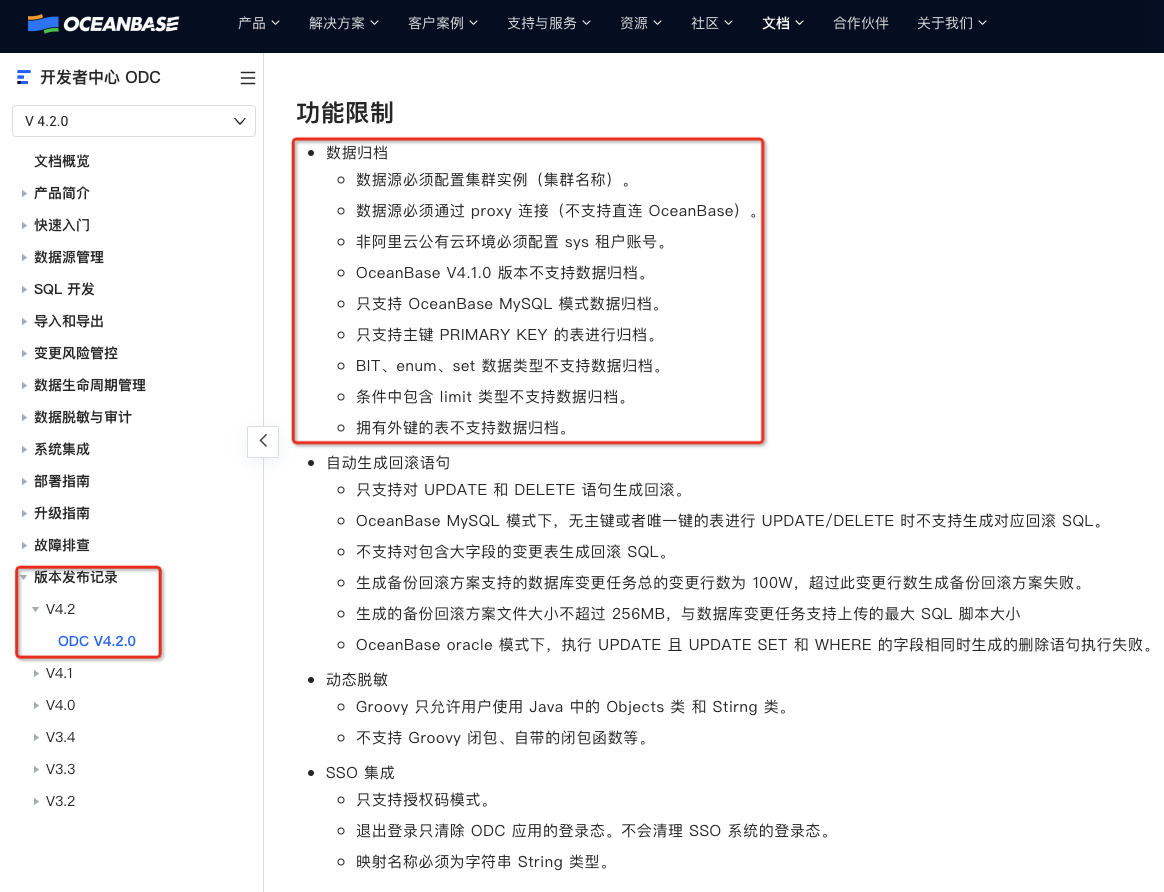 OCEANBASE 产品 解决方案 客户案例 支持与服务 资源 社区 文档 合作伙伴 关于我们
开发者中心 ODC
V 4.2.0
文档概览
产品简介
快速入门
数据源管理
SQL 开发
导入和导出
变更风险管控
数据生命周期管理
数据脱敏与审计
系统集成
部署指南
升级指南
故障排查
版本发布记录
V4.2
ODC V4.2.0
V4.1
V4.0
V3.4
V3.3
V3.2
功能限制
数据归档
数据源必须配置集群实例（集群名称）。
数据源必须通过 proxy 连接（不支持直连 OceanBase）。
非阿里云公有云环境必须配置 sys 租户账号。
OceanBase V4.1.0 版本不支持数据归档。
只支持 OceanBase MySQL 模式数据归档。
只支持主键 PRIMARY KEY 的表进行归档。
BIT、enum、set 数据类型不支持数据归档。
条件中包含 limit 类型不支持数据归档。
拥有外键的表不支持数据归档。
自动生成回滚语句
只支持对 UPDATE 和 DELETE 语句生成回滚。
OceanBase MySQL 模式下，无主键或者唯一键的表进行 UPDATE/DELETE 时不支持生成对应回滚 SQL。
不支持对包含大字段的变更表生成回滚 SQL。
生成备份回滚方案支持的数据库变更任务总的变更行数为 100W，超过此变更行数生成备份回滚方案失败。
生成的备份回滚方案文件大小不超过 256MB，与数据库变更任务支持上传的最大 SQL 脚本大小
OceanBase oracle 模式下，执行 UPDATE 且 UPDATE SET 和 WHERE 的字段相同时生成的删除语句执行失败。
动态脱敏
Groovy 只允许用户使用 Java 中的 Objects 类 和 Stirng 类。
不支持 Groovy 闭包、自带的闭包函数等。
SSO 集成
只支持授权码模式。
退出登录只清除 ODC 应用的登录态。不会清理 SSO 系统的登录态。
映射名称必须为字符串 String 类型。